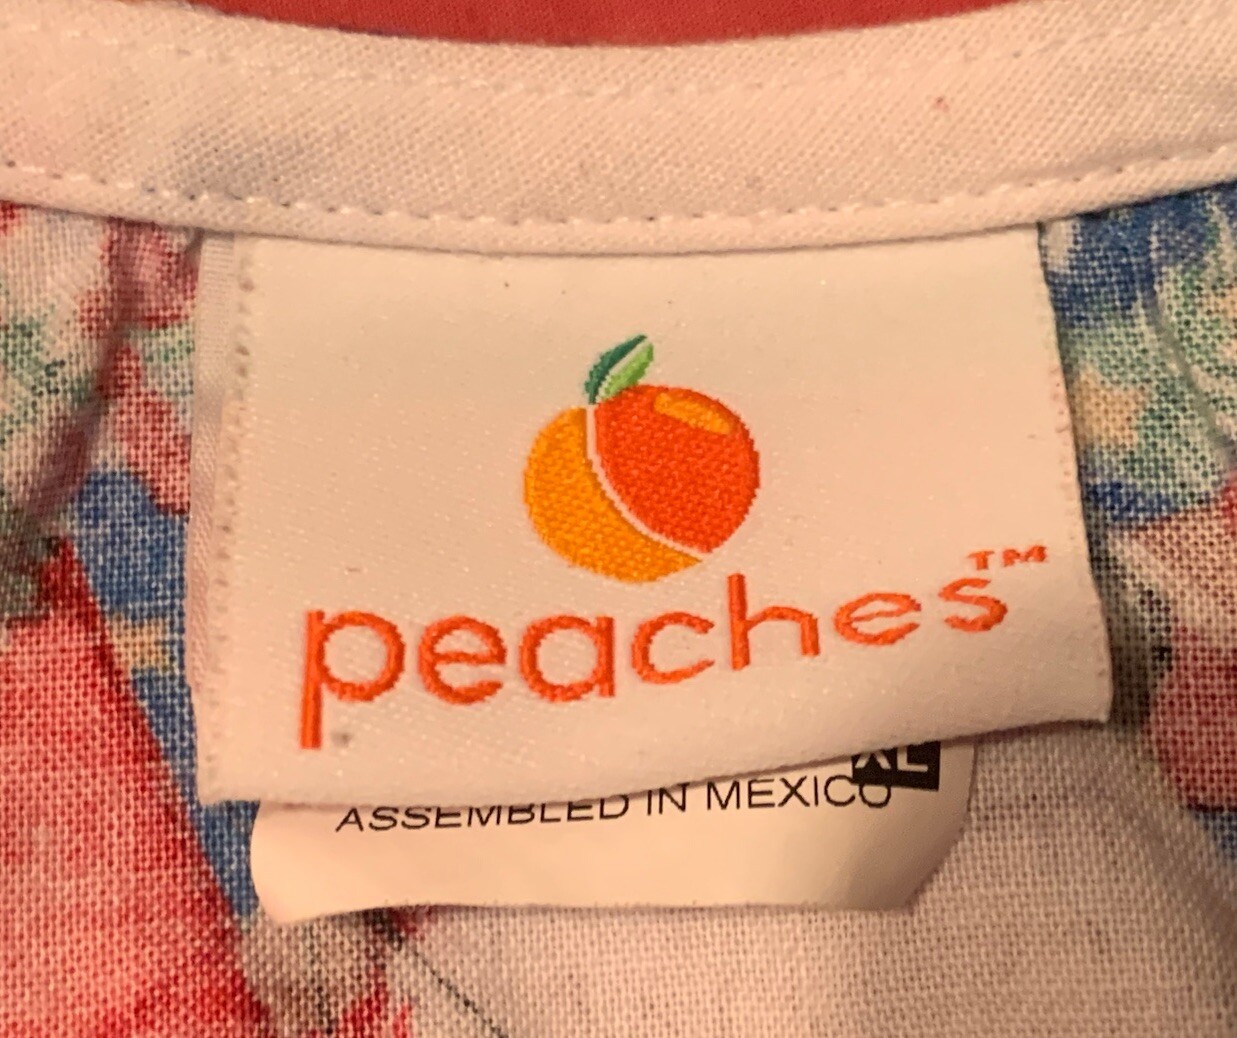 peaches™
XL
ASSEMBLED IN MEXICO